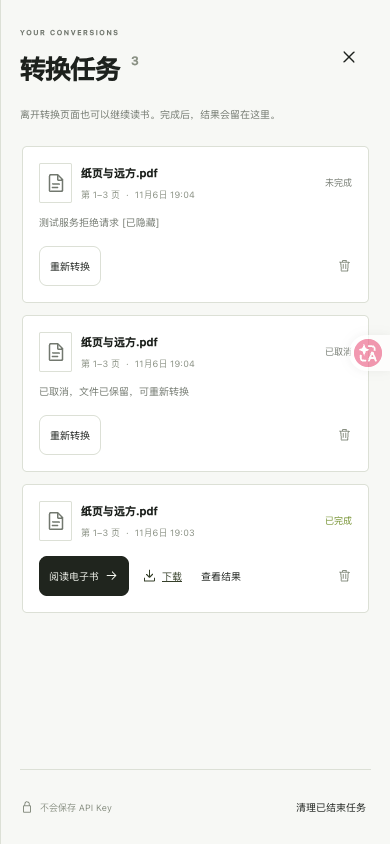 YOUR CONVERSIONS
转换任务 3
离开转换页面也可以继续读书。完成后，结果会留在这里。
纸页与远方.pdf
未完成
第 1–3 页 · 11月6日 19:04
测试服务拒绝请求 [已隐藏]
重新转换
纸页与远方.pdf
已取消
第 1–3 页 · 11月6日 19:04
已取消，文件已保留，可重新转换
重新转换
纸页与远方.pdf
已完成
第 1–3 页 · 11月6日 19:03
阅读电子书 → 下载 查看结果
不会保存 API Key 清理已结束任务